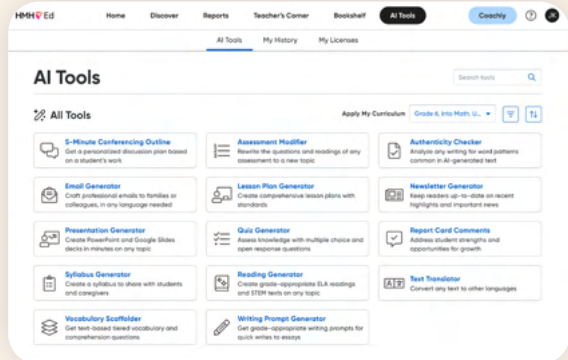 HMH Ed
Home
Discover
Reports
Teacher's Corner
Bookshelf
AI Tools
Coachly
?
JK
AI Tools
My History
My Licenses
AI Tools
Search tools
All Tools
Apply My Curriculum
Grade 6, Into Math, U...
5-Minute Conferencing Outline
Get a personalized discussion plan based
on a student's work
Assessment Modifier
Rewrite the questions and readings of any
assessment to a new topic
Authenticity Checker
Analyze any writing for word patterns
common in AI-generated text
Email Generator
Craft professional emails to families or
colleagues, in any language needed
Lesson Plan Generator
Create comprehensive lesson plans with
standards
Newsletter Generator
Keep readers up-to-date on recent
highlights and important news
Presentation Generator
Create PowerPoint and Google Slides
decks in minutes on any topic
Quiz Generator
Assess knowledge with multiple choice and
open response questions
Report Card Comments
Address student strengths and
opportunities for growth
Syllabus Generator
Create a syllabus to share with students
and caregivers
Reading Generator
Create grade-appropriate ELA readings
and STEM texts on any topic
Text Translator
Convert any text to other languages
Vocabulary Scaffolder
Get text-based tiered vocabulary and
comprehension questions
Writing Prompt Generator
Get grade-appropriate writing prompts for
quick writes to essays